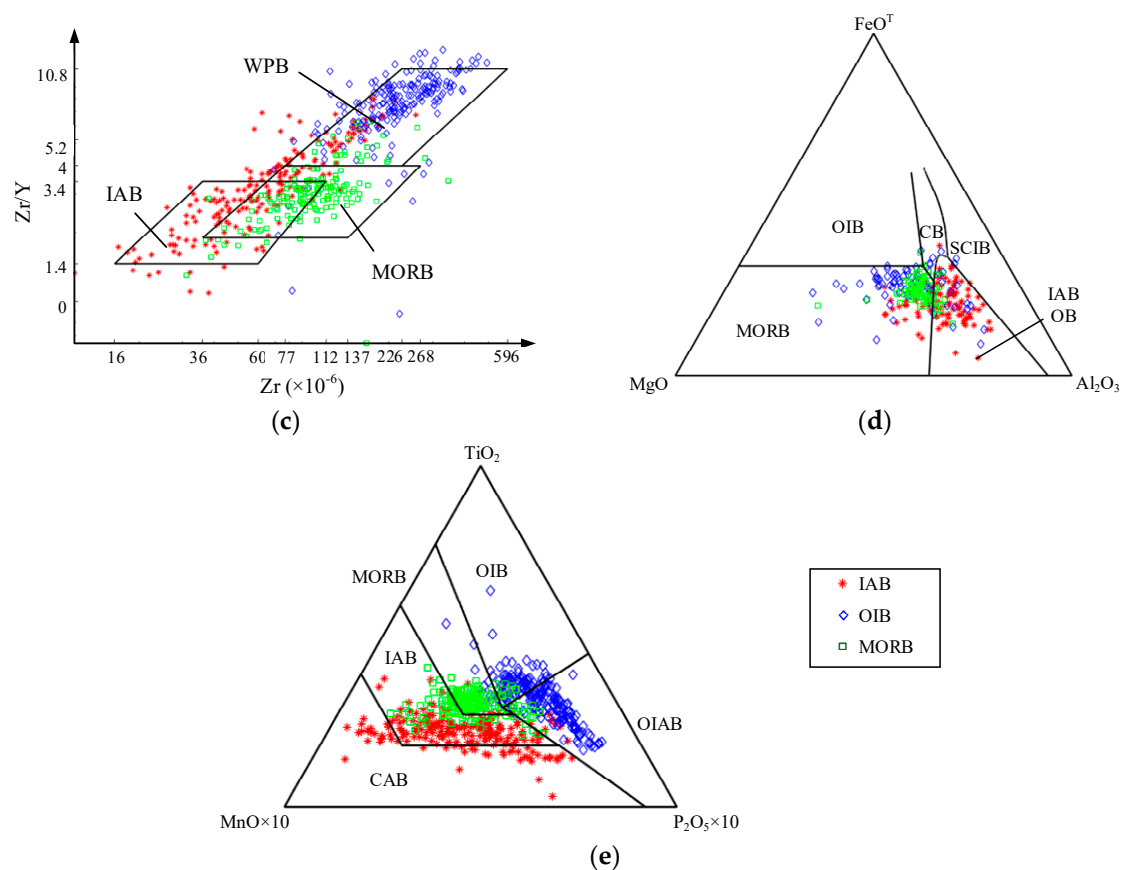 10.8
5.2
4
3.4
1.4
0
Zr/Y
WPB
IAB
MORB
16 36 60 77 112 137 226 268 596
Zr (×10⁻⁶)
(c)
FeOᵀ
OIB
CB
SCIB
IAB
OB
MORB
MgO
Al₂O₃
(d)
TiO₂
MORB
OIB
IAB
OIAB
CAB
MnO×10
P₂O₅×10
(e)
IAB
OIB
MORB